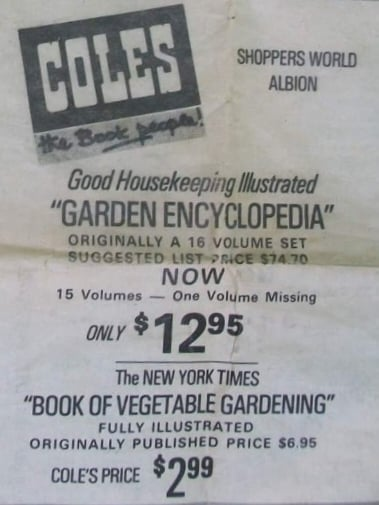 COLES
the Book people!
SHOPPERS WORLD
ALBION
Good Housekeeping Illustrated
"GARDEN ENCYCLOPEDIA"
ORIGINALLY A 16 VOLUME SET
SUGGESTED LIST PRICE $74.70
NOW
15 Volumes — One Volume Missing
ONLY $12.95
The NEW YORK TIMES
"BOOK OF VEGETABLE GARDENING"
FULLY ILLUSTRATED
ORIGINALLY PUBLISHED PRICE $6.95
COLE'S PRICE $2.99